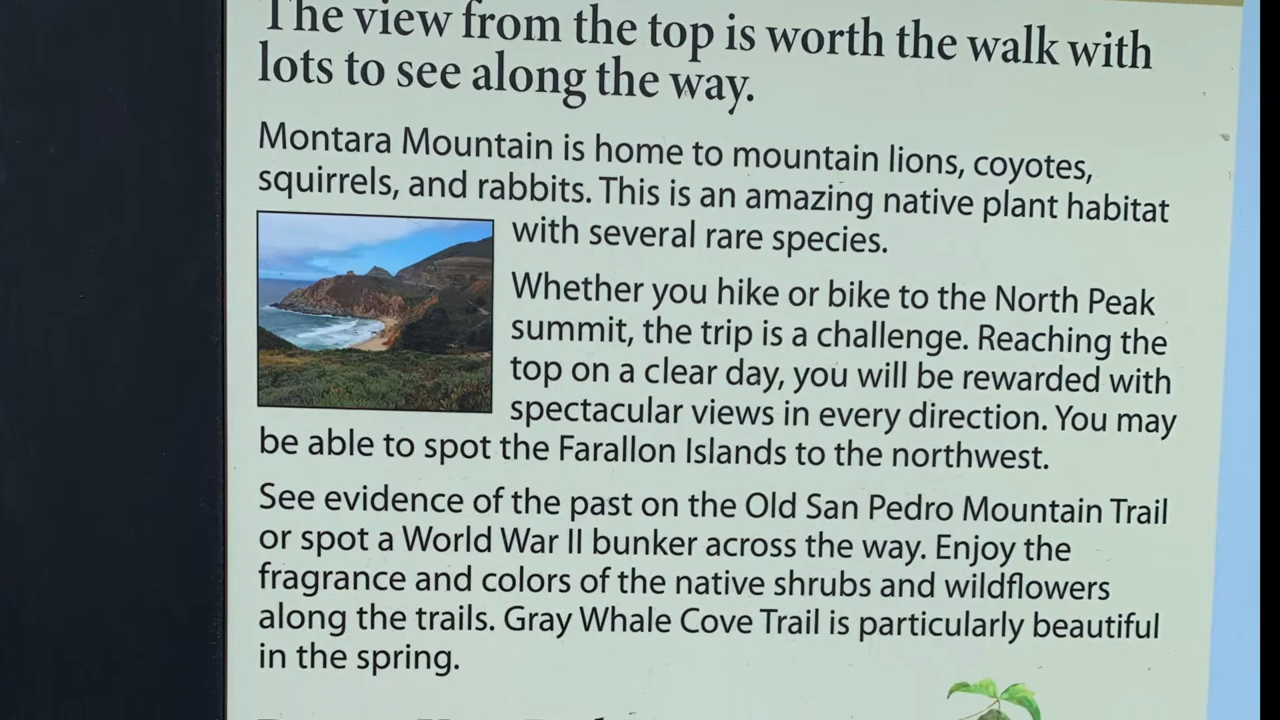 The view from the top is worth the walk with
lots to see along the way.
Montara Mountain is home to mountain lions, coyotes,
squirrels, and rabbits. This is an amazing native plant habitat
with several rare species.
Whether you hike or bike to the North Peak
summit, the trip is a challenge. Reaching the
top on a clear day, you will be rewarded with
spectacular views in every direction. You may
be able to spot the Farallon Islands to the northwest.
See evidence of the past on the Old San Pedro Mountain Trail
or spot a World War II bunker across the way. Enjoy the
fragrance and colors of the native shrubs and wildflowers
along the trails. Gray Whale Cove Trail is particularly beautiful
in the spring.